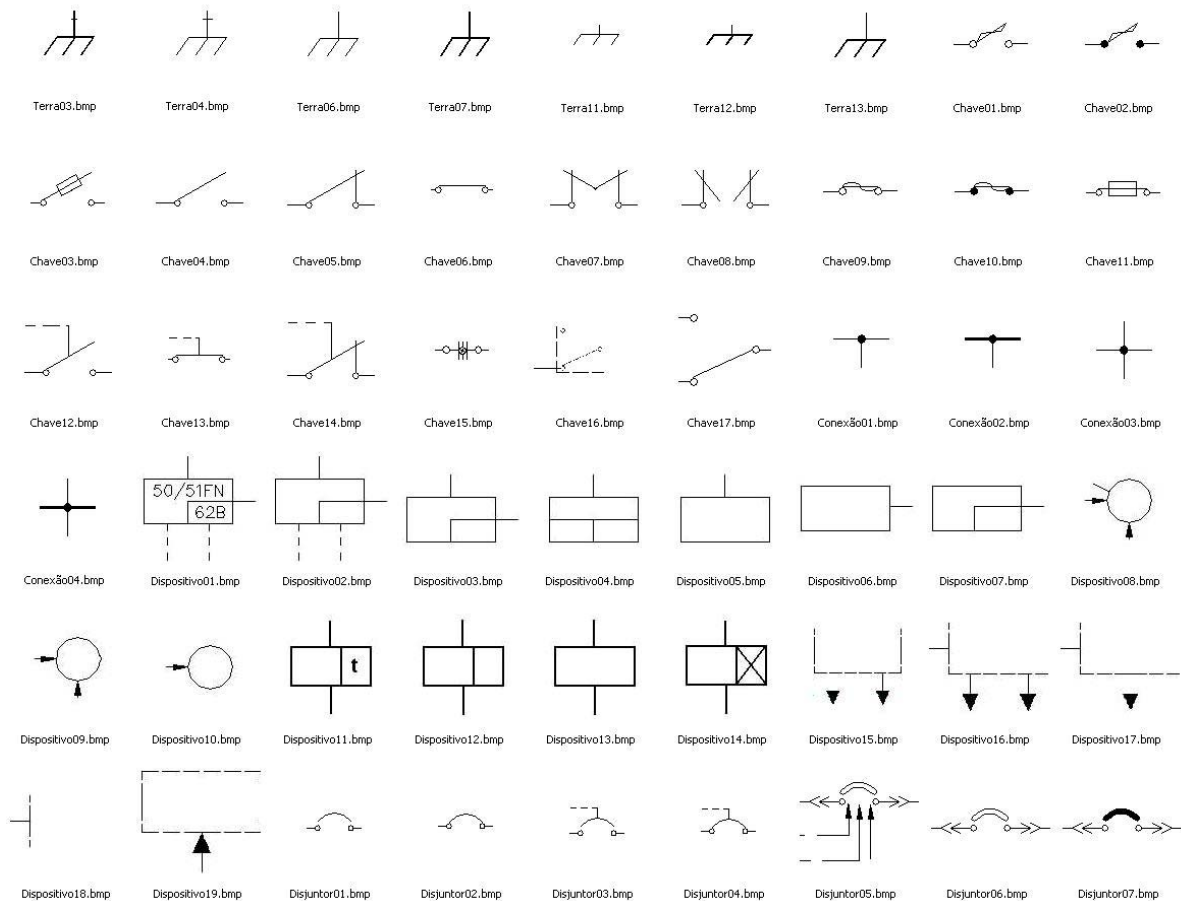 Terra03.bmp Terra04.bmp Terra06.bmp Terra07.bmp Terra11.bmp Terra12.bmp Terra13.bmp Chave01.bmp Chave02.bmp
Chave03.bmp Chave04.bmp Chave05.bmp Chave06.bmp Chave07.bmp Chave08.bmp Chave09.bmp Chave10.bmp Chave11.bmp
Chave12.bmp Chave13.bmp Chave14.bmp Chave15.bmp Chave16.bmp Chave17.bmp Conexão01.bmp Conexão02.bmp Conexão03.bmp
50/51FN
62B
Conexão04.bmp Dispositivo01.bmp Dispositivo02.bmp Dispositivo03.bmp Dispositivo04.bmp Dispositivo05.bmp Dispositivo06.bmp Dispositivo07.bmp Dispositivo08.bmp
t
Dispositivo09.bmp Dispositivo10.bmp Dispositivo11.bmp Dispositivo12.bmp Dispositivo13.bmp Dispositivo14.bmp Dispositivo15.bmp Dispositivo16.bmp Dispositivo17.bmp
Dispositivo18.bmp Dispositivo19.bmp Disjuntor01.bmp Disjuntor02.bmp Disjuntor03.bmp Disjuntor04.bmp Disjuntor05.bmp Disjuntor06.bmp Disjuntor07.bmp